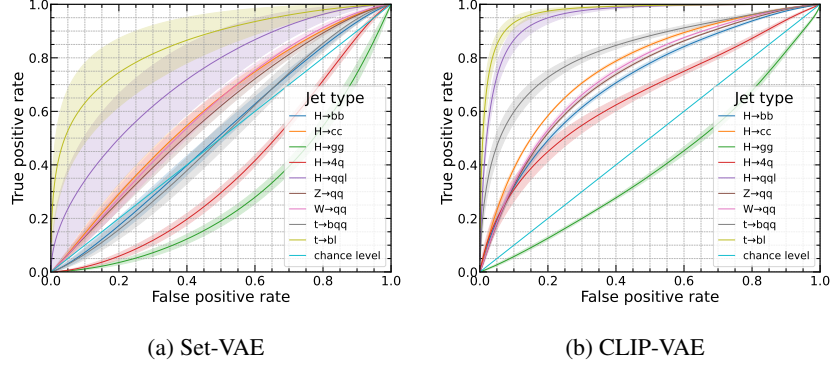 1.0
0.8
0.6
0.4
0.2
0.0
0.0 0.2 0.4 0.6 0.8 1.0
True positive rate
False positive rate
Jet type
H→bb
H→cc
H→gg
H→4q
H→qql
Z→qq
W→qq
t→bqq
t→bl
chance level
(a) Set-VAE
1.0
0.8
0.6
0.4
0.2
0.0
0.0 0.2 0.4 0.6 0.8 1.0
True positive rate
False positive rate
Jet type
H→bb
H→cc
H→gg
H→4q
H→qql
Z→qq
W→qq
t→bqq
t→bl
chance level
(b) CLIP-VAE